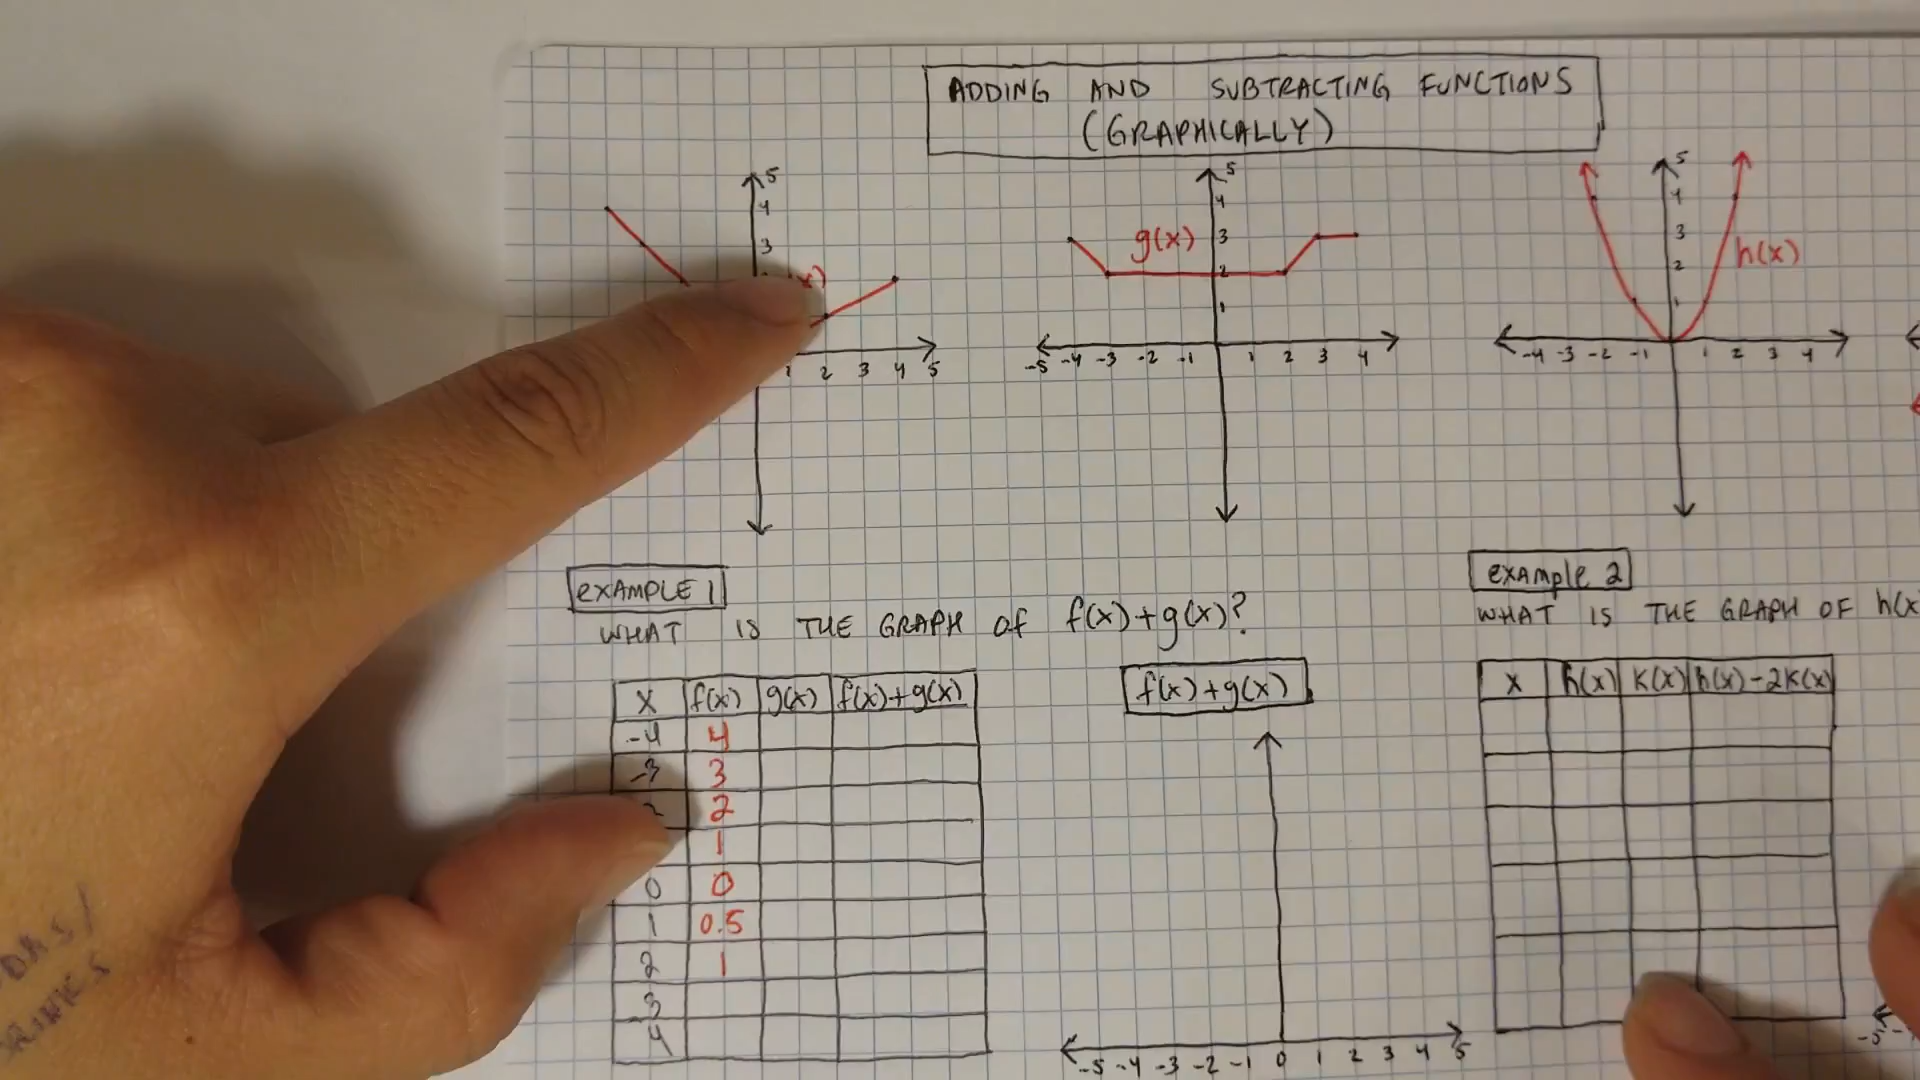 ADDING AND SUBTRACTING FUNCTIONS
(GRAPHICALLY)
5
4
3
1 2 3 4 5
5
4
g(x) 3
2
1
-5 -4 -3 -2 -1 1 2 3 4
5
4
3
2 h(x)
1
-4 -3 -2 -1 1 2 3 4
EXAMPLE 1
WHAT IS THE GRAPH of f(x)+g(x)?
x f(x) g(x) f(x)+g(x)
-4 4
-3 3
2 2
1
0 0
1 0.5
2 1
3
4
f(x)+g(x)
-5 -4 -3 -2 -1 0 1 2 3 4 5
example 2
WHAT IS THE GRAPH OF h(x
x h(x) k(x) h(x)-2k(x)
-5